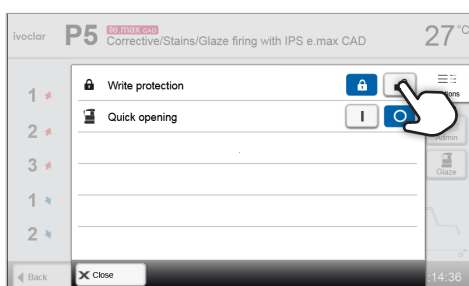 ivoclar P5 e.max CAD 27°C
Corrective/Stains/Glaze firing with IPS e.max CAD
Write protection
Quick opening
1
2
3
1
2
Admin
Glaze
Back
Close
:14:36